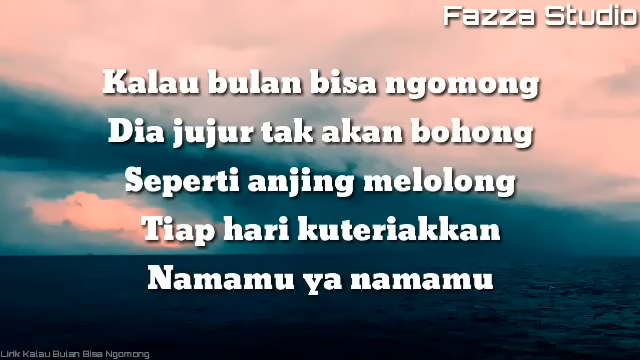 Fazza Studio
Kalau bulan bisa ngomong
Dia jujur tak akan bohong
Seperti anjing melolong
Tiap hari kuteriakkan
Namamu ya namamu
Lirik Kalau Bulan Bisa Ngomong